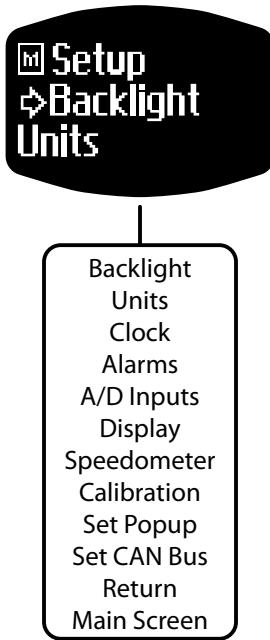 M Setup
➩Backlight
Units
Backlight
Units
Clock
Alarms
A/D Inputs
Display
Speedometer
Calibration
Set Popup
Set CAN Bus
Return
Main Screen